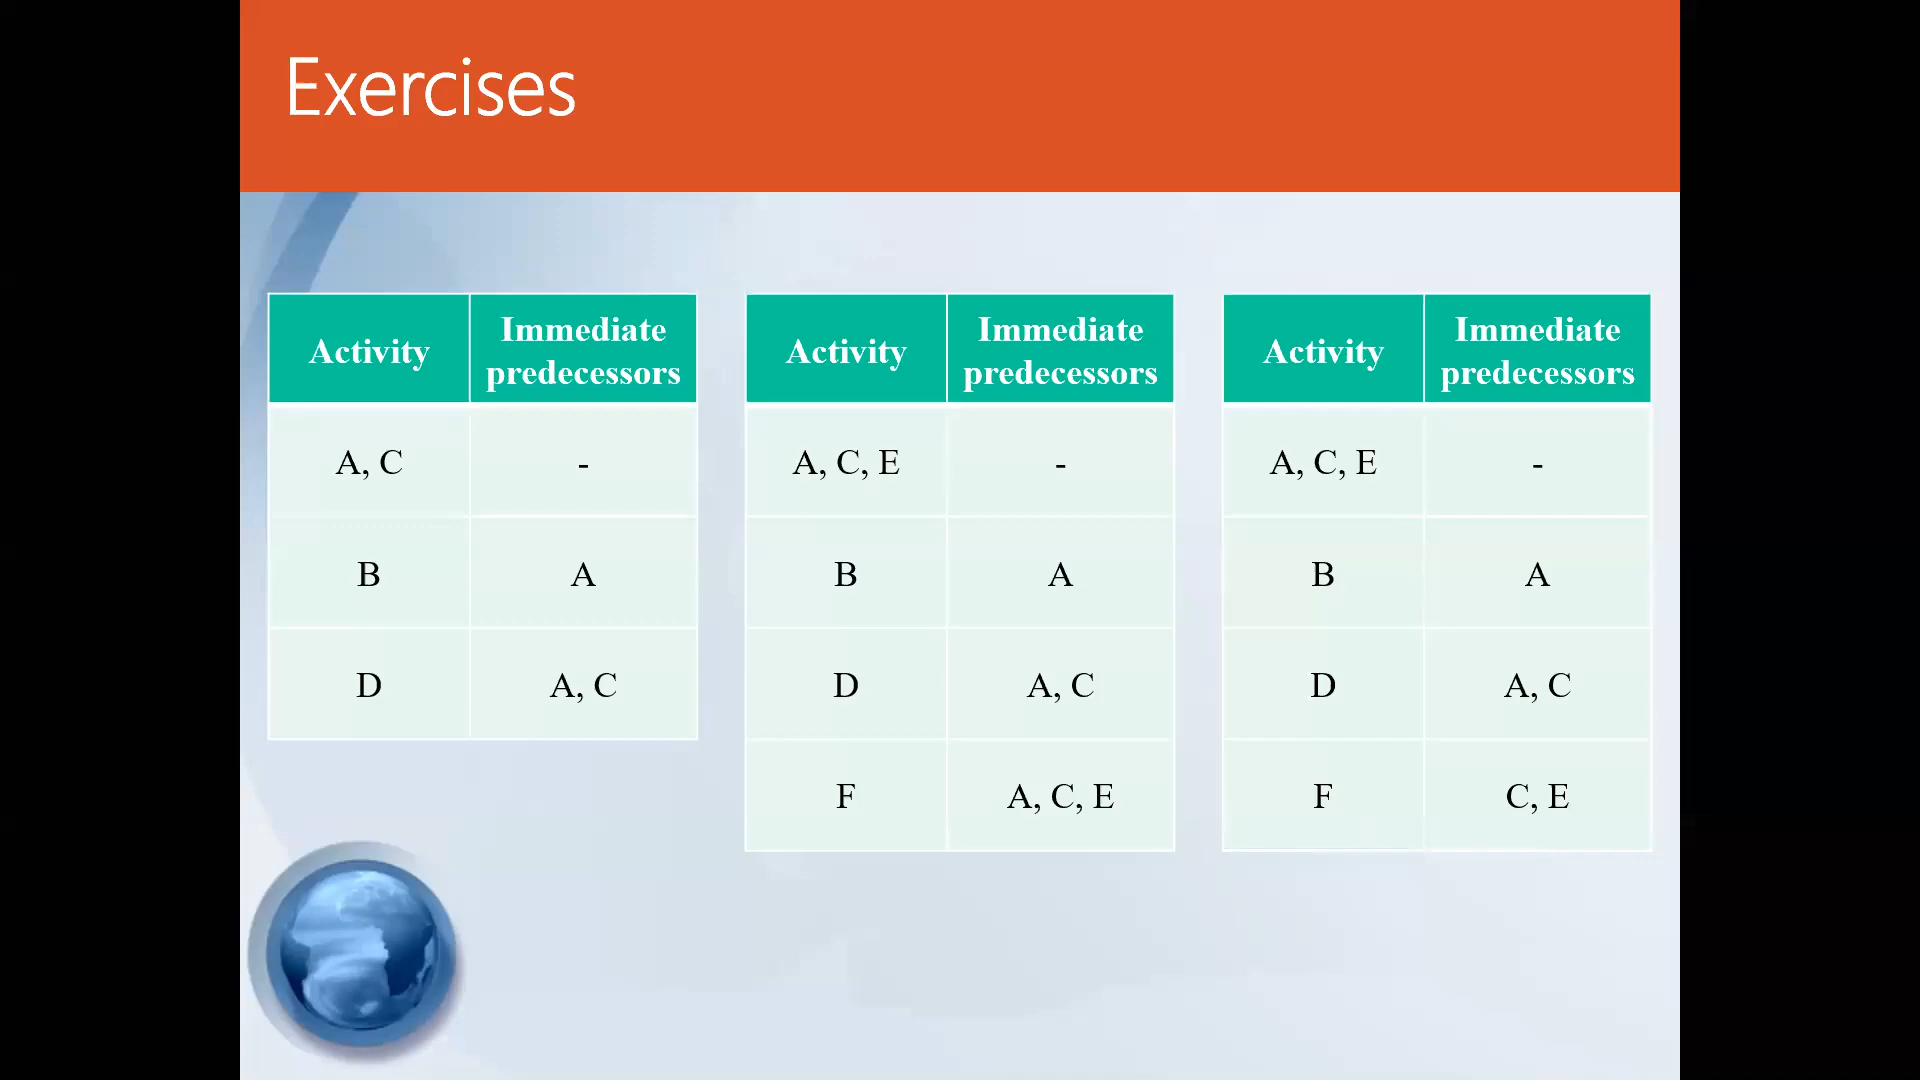 Exercises
Activity Immediate predecessors
A, C -
B A
D A, C
Activity Immediate predecessors
A, C, E -
B A
D A, C
F A, C, E
Activity Immediate predecessors
A, C, E -
B A
D A, C
F C, E